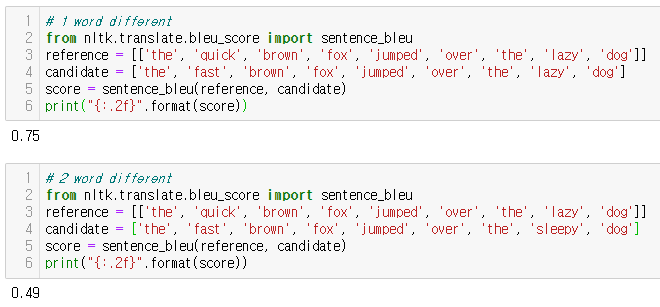 1 # 1 word different
2 from nltk.translate.bleu_score import sentence_bleu
3 reference = [['the', 'quick', 'brown', 'fox', 'jumped', 'over', 'the', 'lazy', 'dog']]
4 candidate = ['the', 'fast', 'brown', 'fox', 'jumped', 'over', 'the', 'lazy', 'dog']
5 score = sentence_bleu(reference, candidate)
6 print("{:.2f}".format(score))
0.75
1 # 2 word different
2 from nltk.translate.bleu_score import sentence_bleu
3 reference = [['the', 'quick', 'brown', 'fox', 'jumped', 'over', 'the', 'lazy', 'dog']]
4 candidate = ['the', 'fast', 'brown', 'fox', 'jumped', 'over', 'the', 'sleepy', 'dog']
5 score = sentence_bleu(reference, candidate)
6 print("{:.2f}".format(score))
0.49